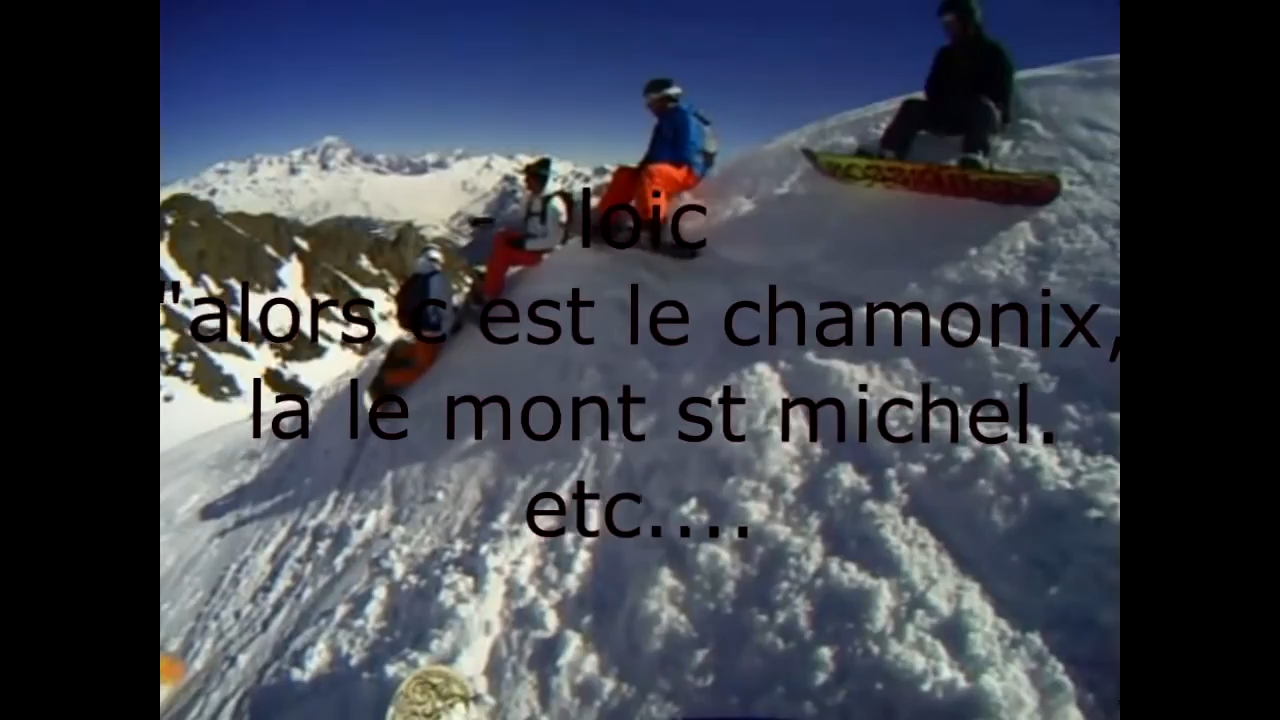 - loic
"alors c'est le chamonix,
la le mont st michel.
etc....